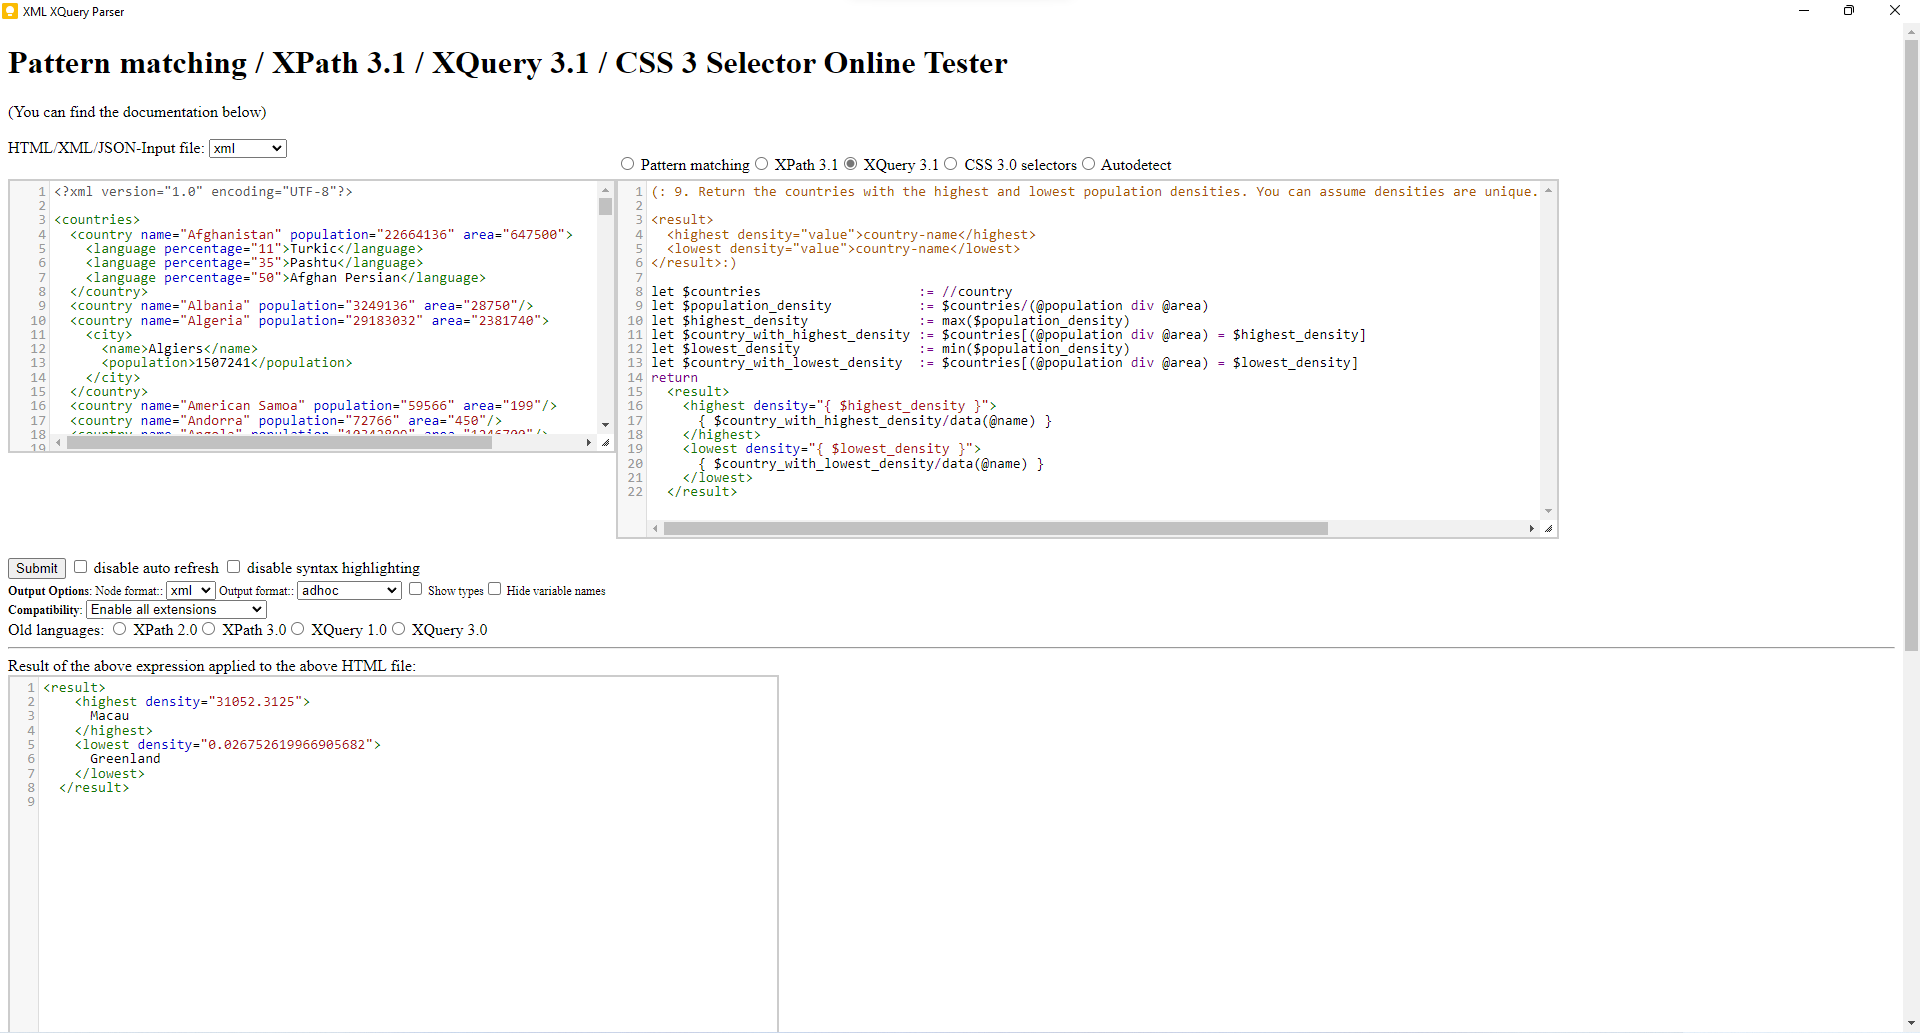 XML XQuery Parser
Pattern matching / XPath 3.1 / XQuery 3.1 / CSS 3 Selector Online Tester
(You can find the documentation below)
HTML/XML/JSON-Input file: xml
Pattern matching XPath 3.1 XQuery 3.1 CSS 3.0 selectors Autodetect
1 <?xml version="1.0" encoding="UTF-8"?>
2
3 <countries>
4 <country name="Afghanistan" population="22664136" area="647500">
5 <language percentage="11">Turkic</language>
6 <language percentage="35">Pashtu</language>
7 <language percentage="50">Afghan Persian</language>
8 </country>
9 <country name="Albania" population="3249136" area="28750"/>
10 <country name="Algeria" population="29183032" area="2381740">
11 <city>
12 <name>Algiers</name>
13 <population>1507241</population>
14 </city>
15 </country>
16 <country name="American Samoa" population="59566" area="199"/>
17 <country name="Andorra" population="72766" area="450"/>
18 <country name="Angola" population="10342899" area="1246700"/>
19
1 (: 9. Return the countries with the highest and lowest population densities. You can assume densities are unique.
2
3 <result>
4 <highest density="value">country-name</highest>
5 <lowest density="value">country-name</lowest>
6 </result>:)
7
8 let $countries := //country
9 let $population_density := $countries/(@population div @area)
10 let $highest_density := max($population_density)
11 let $country_with_highest_density := $countries[(@population div @area) = $highest_density]
12 let $lowest_density := min($population_density)
13 let $country_with_lowest_density := $countries[(@population div @area) = $lowest_density]
14 return
15 <result>
16 <highest density="{ $highest_density }">
17 { $country_with_highest_density/data(@name) }
18 </highest>
19 <lowest density="{ $lowest_density }">
20 { $country_with_lowest_density/data(@name) }
21 </lowest>
22 </result>
Submit disable auto refresh disable syntax highlighting
Output Options: Node format:: xml Output format:: adhoc Show types Hide variable names
Compatibility: Enable all extensions
Old languages: XPath 2.0 XPath 3.0 XQuery 1.0 XQuery 3.0
Result of the above expression applied to the above HTML file:
1 <result>
2 <highest density="31052.3125">
3 Macau
4 </highest>
5 <lowest density="0.026752619966905682">
6 Greenland
7 </lowest>
8 </result>
9